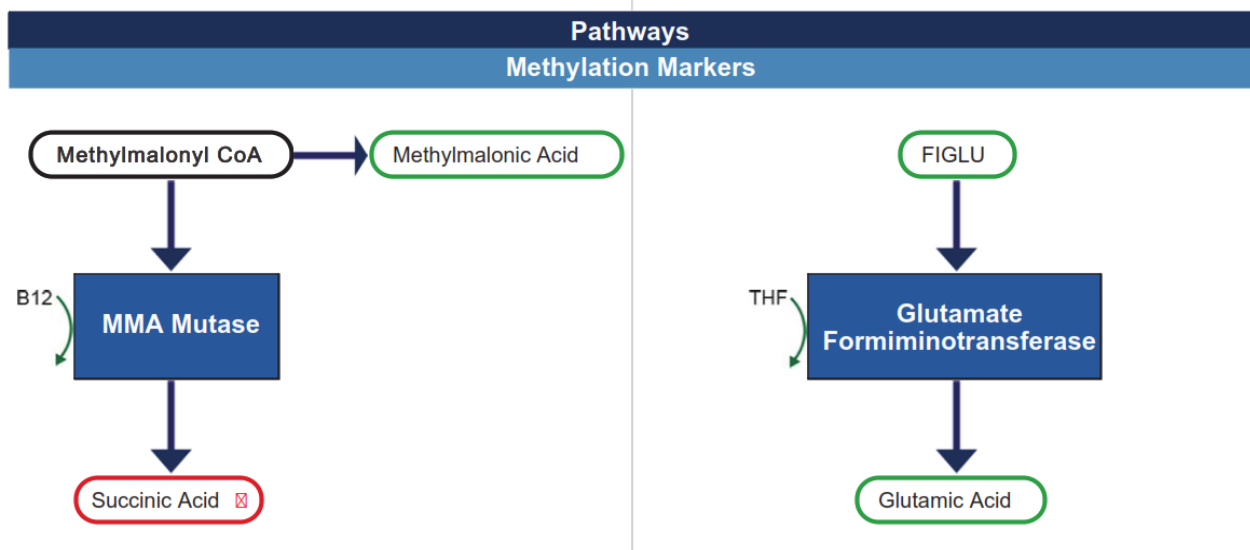 Pathways
Methylation Markers
Methylmalonyl CoA
Methylmalonic Acid
FIGLU
B12
MMA Mutase
THF
Glutamate
Formiminotransferase
Succinic Acid
Glutamic Acid